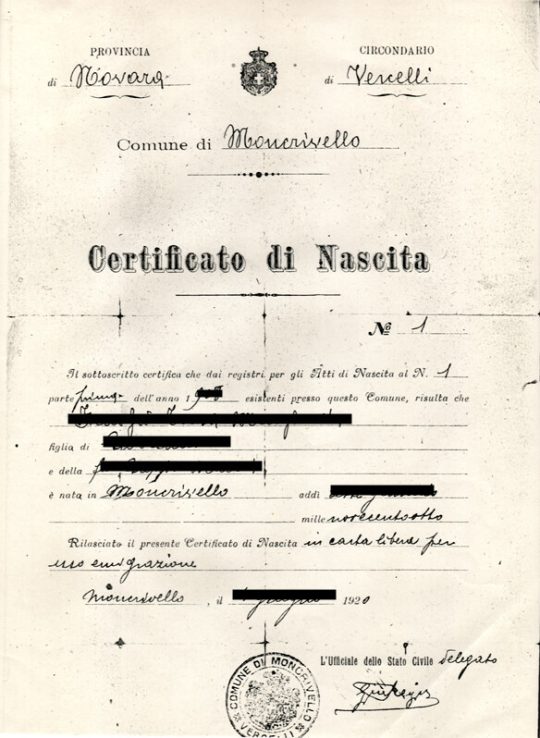 PROVINCIA
di Novara
CIRCONDARIO
di Vercelli
Comune di Moncrivello
Certificato di Nascita
No 1
Il sottoscritto certifica che dai registri per gli Atti di Nascita al N. 1
parte prima dell'anno 19 esistenti presso questo Comune, risulta che
figlia di
e della
è nata in Moncrivello addì
mille novecentootto
Rilasciato il presente Certificato di Nascita in carta libera per
uso emigrazione
Moncrivello, il 1920
L'Ufficiale dello Stato Civile delegato
COMUNE DI MONCRIVELLO
VERCELLI